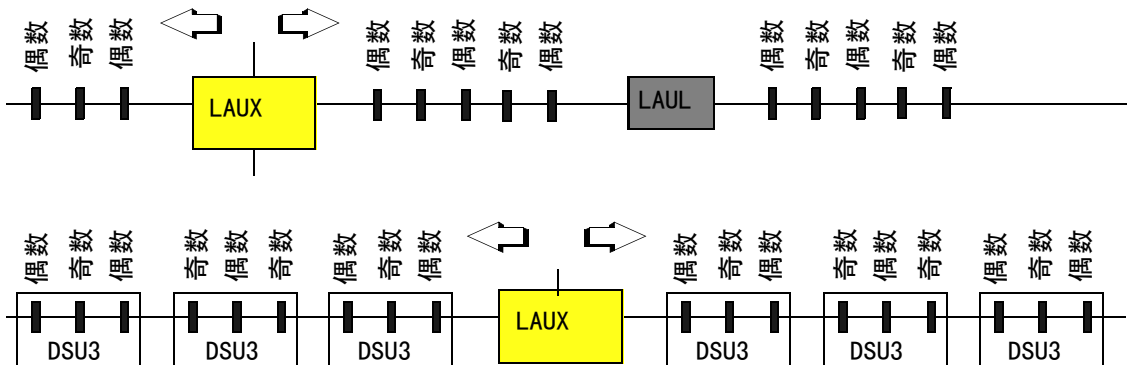 偶数 奇数 偶数 偶数 奇数 偶数 奇数 偶数 偶数 奇数 偶数 奇数 偶数
LAUX LAUL
偶数 奇数 偶数 奇数 偶数 奇数 偶数 奇数 偶数 偶数 奇数 偶数 奇数 偶数 奇数 偶数 奇数 偶数
LAUX
DSU3 DSU3 DSU3 DSU3 DSU3 DSU3